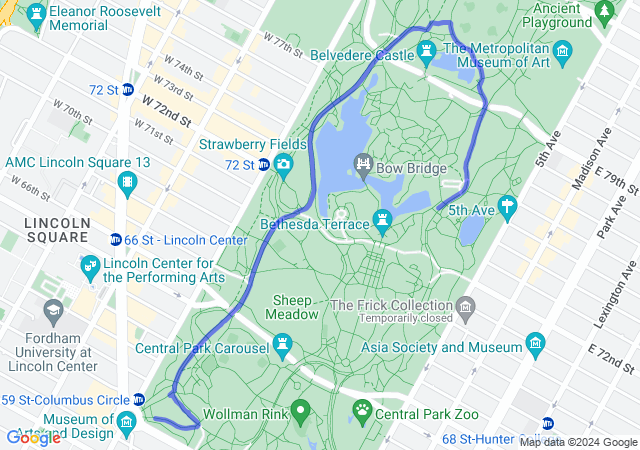 Eleanor Roosevelt
Memorial
Ancient
Playground
W 77th St
Belvedere Castle
The Metropolitan
Museum of Art
W 74th St
W 73rd St
72 St
W 72nd St
W 70th St
W 71st St
Strawberry Fields
72 St
5th Ave
Madison Ave
AMC Lincoln Square 13
W 66th St
Bow Bridge
E 79th St
Park Ave
LINCOLN
SQUARE
66 St - Lincoln Center
Bethesda Terrace
5th Ave
Lincoln Center for
the Performing Arts
Lexington Ave
Sheep
Meadow
The Frick Collection
Temporarily closed
Fordham
University at
Lincoln Center
Central Park Carousel
Asia Society and Museum
E 72nd St
59 St-Columbus Circle
Museum of
Arts and Design
Wollman Rink
Central Park Zoo
68 St-Hunter College
Google
Map data ©2024 Google